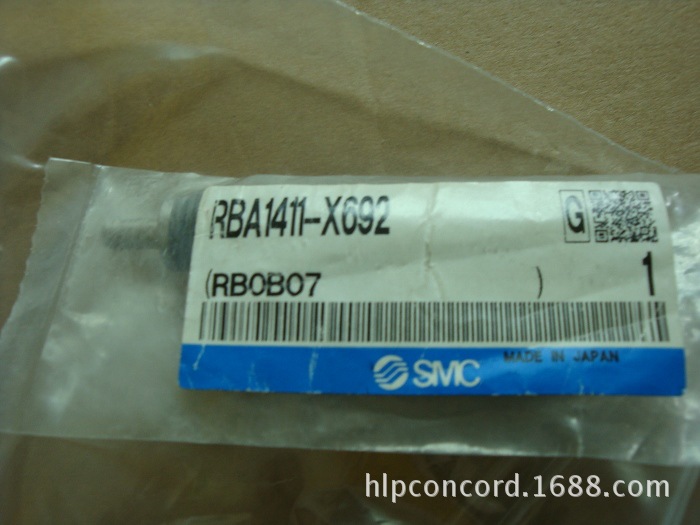 RBA1411-X692 G
(RB0B07 ) 1
SMC MADE IN JAPAN
hlpconcord.1688.com